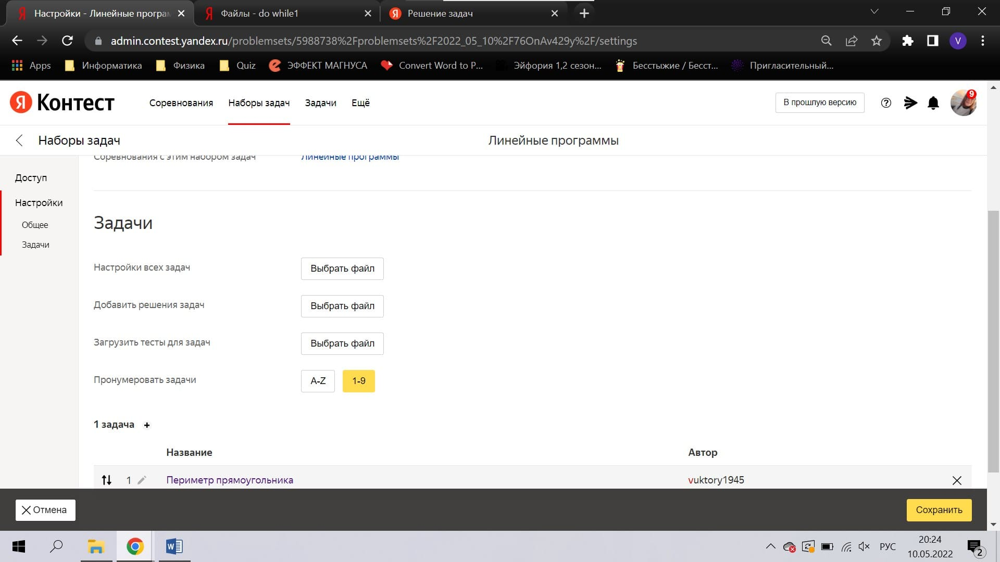 Настройки - Линейные програм
Файлы - do while1
Решение задач
admin.contest.yandex.ru/problemsets/5988738%2Fproblemsets%2F2022_05_10%2F76OnAv429y%2F/settings
V
Apps
Информатика
Физика
Quiz
ЭФФЕКТ МАГНУСА
Convert Word to P...
Эйфория 1,2 сезон...
Бесстыжие / Бесст...
Пригласительный...
Я Контест
Соревнования
Наборы задач
Задачи
Ещё
В прошлую версию
9
Наборы задач
Линейные программы
Соревнования с этим набором задач
Линейные программы
Доступ
Настройки
Общее
Задачи
Задачи
Настройки всех задач
Выбрать файл
Добавить решения задач
Выбрать файл
Загрузить тесты для задач
Выбрать файл
Пронумеровать задачи
A-Z
1-9
1 задача +
Название
Автор
1
Периметр прямоугольника
vuktory1945
Отмена
Сохранить
РУС
20:24
10.05.2022
2